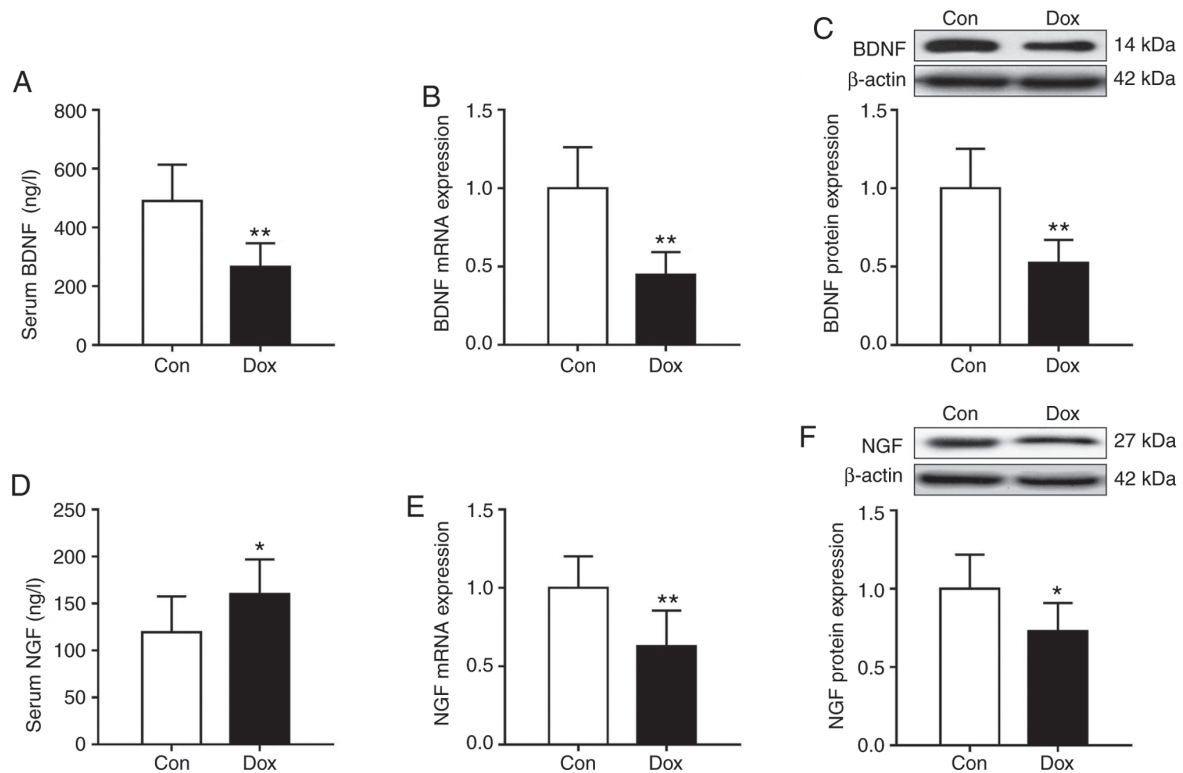 A
Serum BDNF (ng/l)
800
600
400
200
0
**
Con Dox
B
BDNF mRNA expression
1.5
1.0
0.5
0.0
**
Con Dox
C
Con Dox
BDNF 14 kDa
β-actin 42 kDa
BDNF protein expression
1.5
1.0
0.5
0.0
**
Con Dox
D
Serum NGF (ng/l)
250
200
150
100
50
0
*
Con Dox
E
NGF mRNA expression
1.5
1.0
0.5
0.0
**
Con Dox
F
Con Dox
NGF 27 kDa
β-actin 42 kDa
NGF protein expression
1.5
1.0
0.5
0.0
*
Con Dox